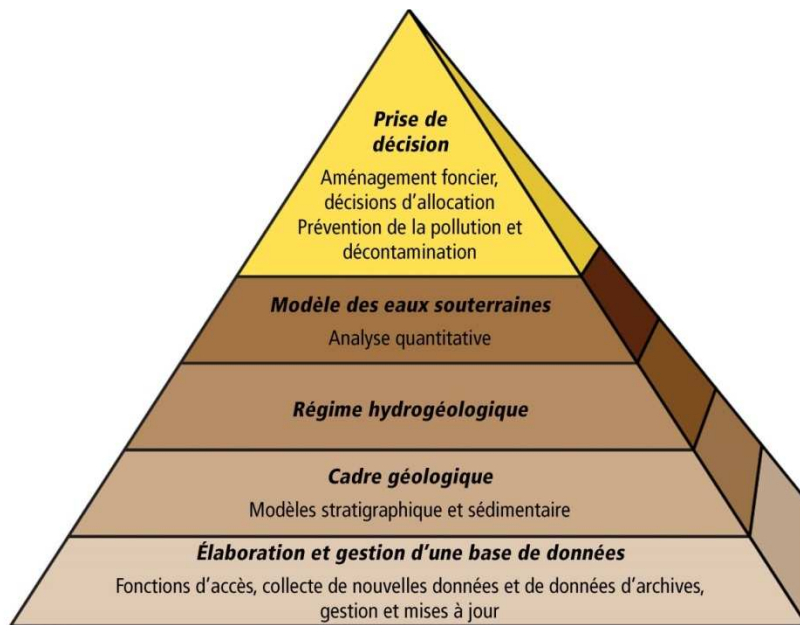 Prise de
décision
Aménagement foncier,
décisions d'allocation
Prévention de la pollution et
décontamination
Modèle des eaux souterraines
Analyse quantitative
Régime hydrogéologique
Cadre géologique
Modèles stratigraphique et sédimentaire
Élaboration et gestion d'une base de données
Fonctions d'accès, collecte de nouvelles données et de données d'archives,
gestion et mises à jour